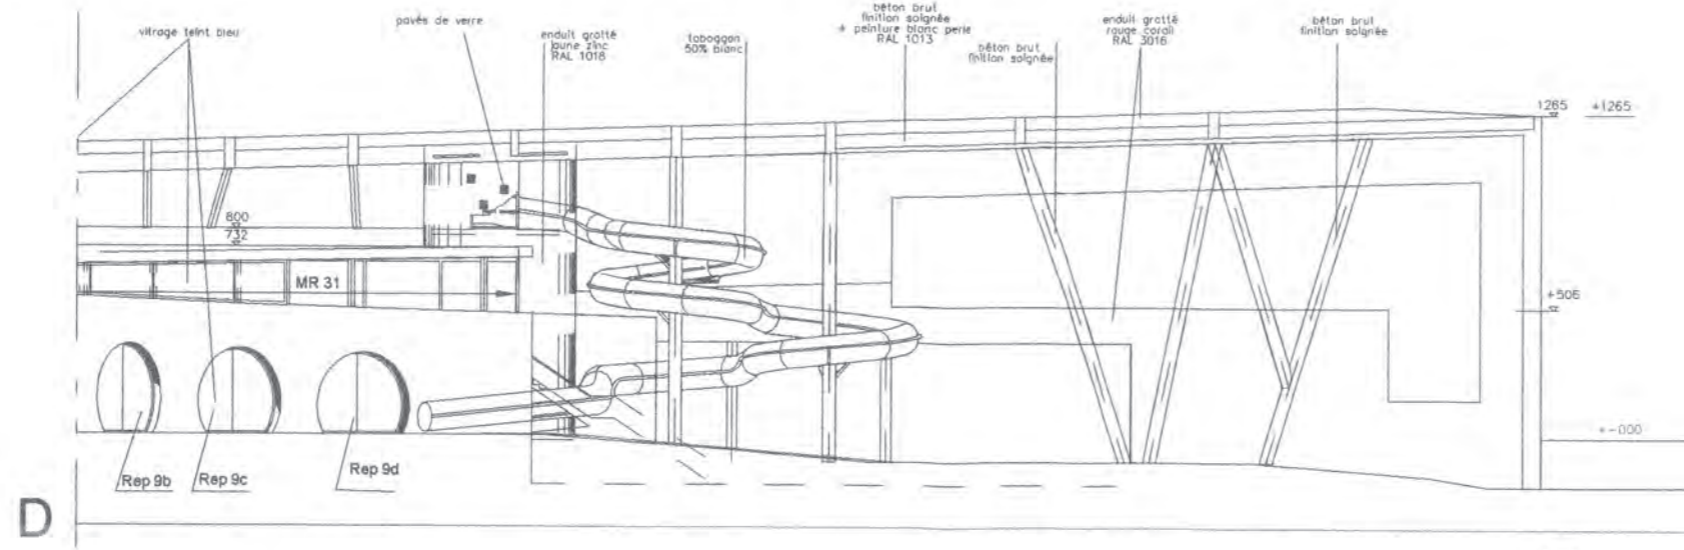 vitrage teint bleu
pavés de verre
enduit gratté
jaune zinc
RAL 1018
toboggan
50% blanc
béton brut
finition soignée
+ peinture blanc perle
RAL 1013
béton brut
finition soignée
enduit gratté
rouge corail
RAL 3016
béton brut
finition soignée
1265
+1265
800
732
MR 31
+506
+-000
Rep 9b
Rep 9c
Rep 9d
D